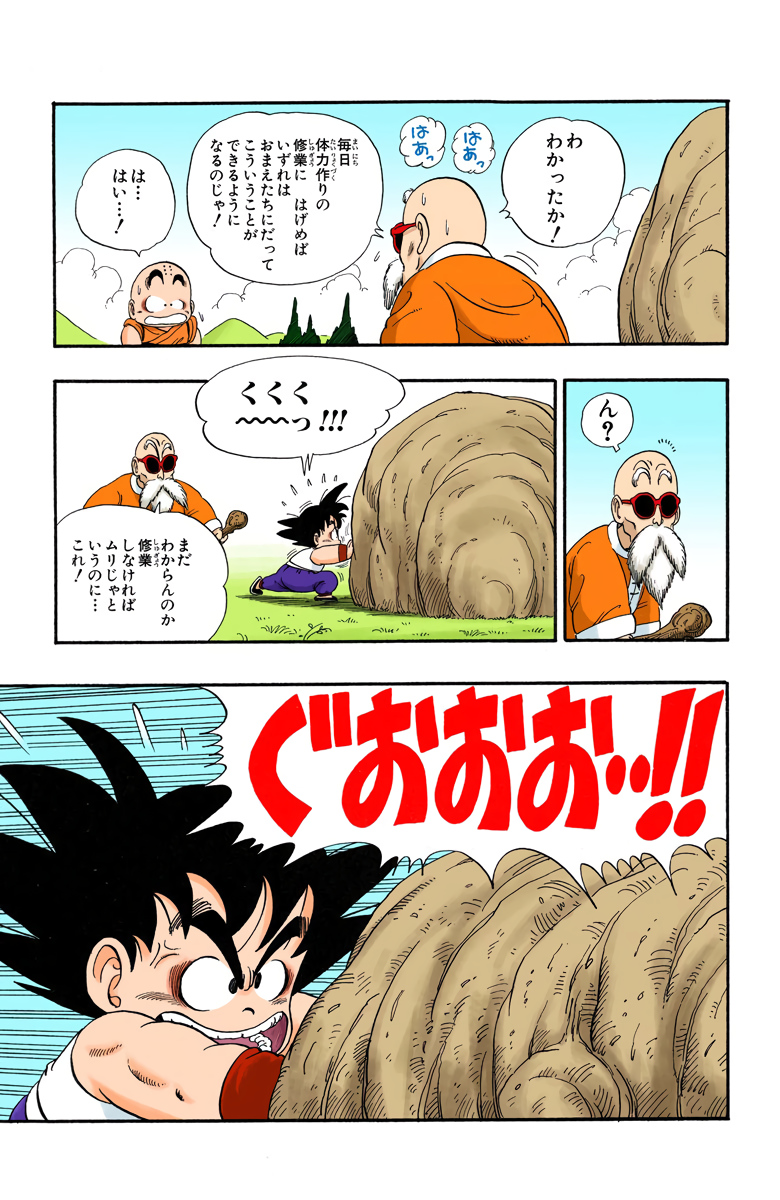 わ
わかったか！
はあっ
はあっ
毎日
体力作りの
修業に　はげめば
いずれは
おまえたちにだって
こういうことが
できるように
なるのじゃ！
は…
はい…！
ん？
くくく
～～～っ!!!
まだ
わからんのか
修業
しなければ
ムリじゃと
いうのに…
これ！
ぐおおお…!!